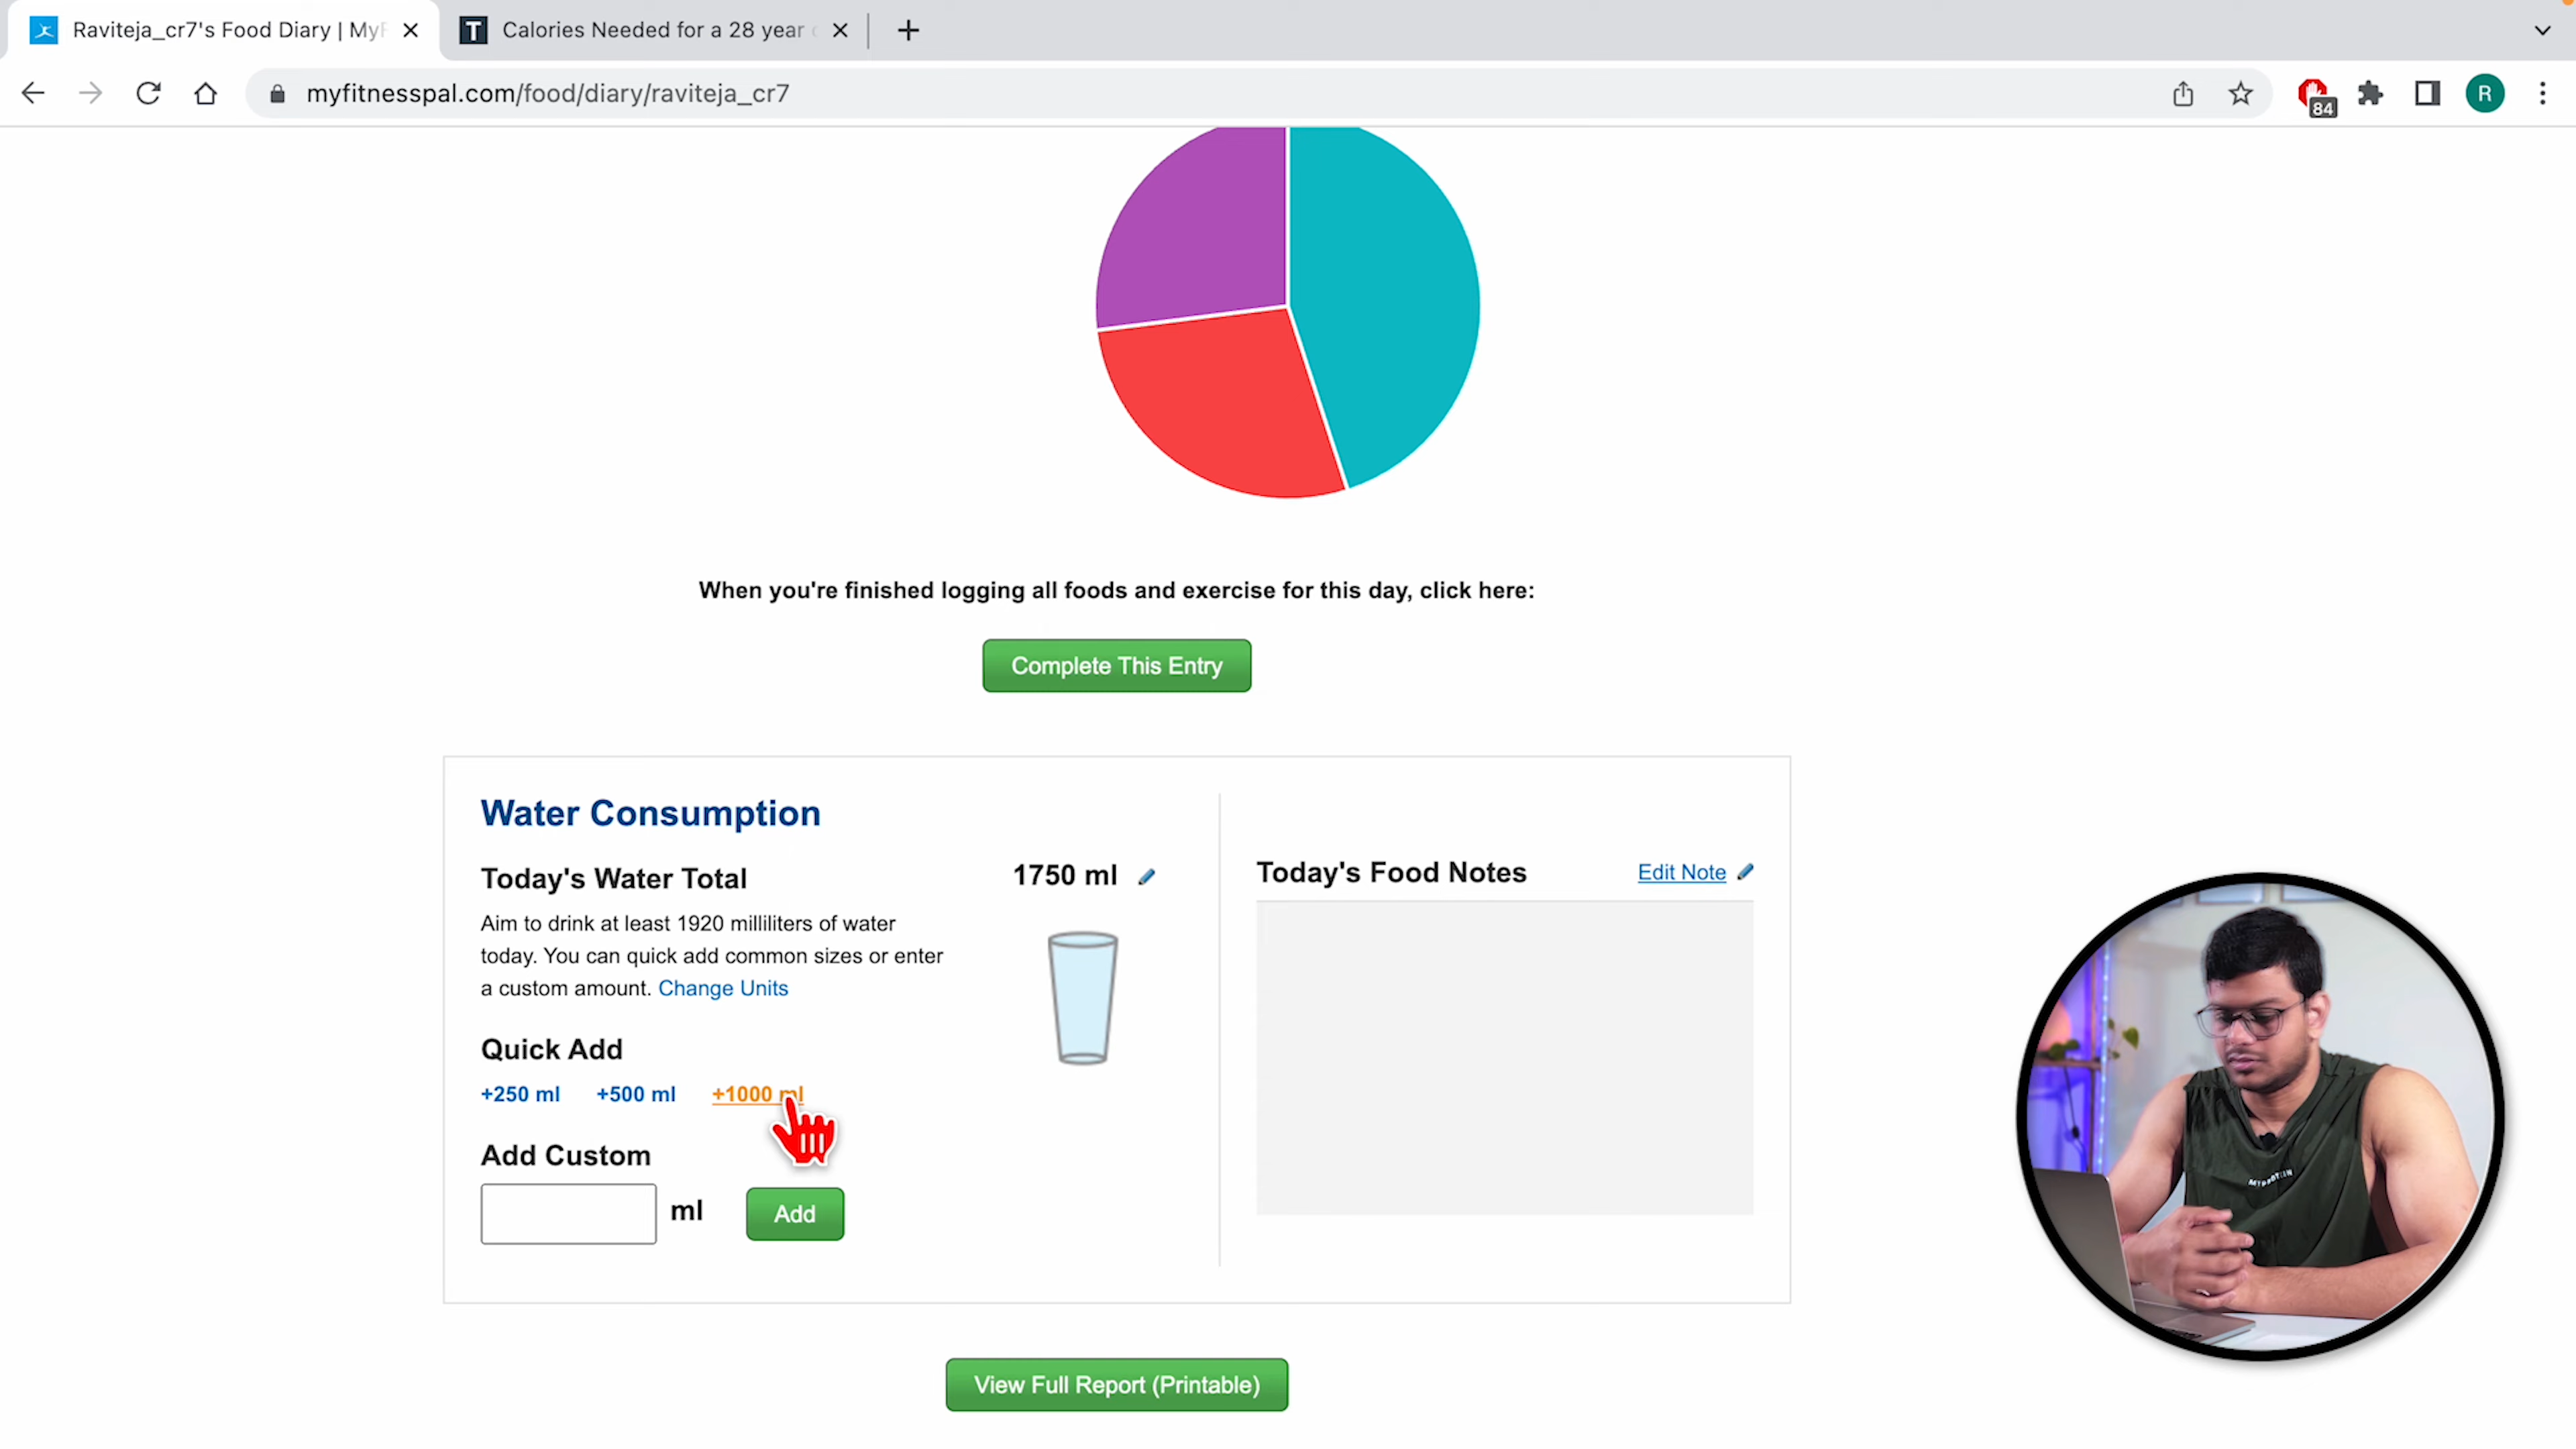 Raviteja_cr7's Food Diary | MyF
T Calories Needed for a 28 year o
myfitnesspal.com/food/diary/raviteja_cr7
84
R
When you're finished logging all foods and exercise for this day, click here:
Complete This Entry
Water Consumption
Today's Water Total
1750 ml
Aim to drink at least 1920 milliliters of water
today. You can quick add common sizes or enter
a custom amount. Change Units
Quick Add
+250 ml +500 ml +1000 ml
Add Custom
ml
Add
Today's Food Notes
Edit Note
MYPROTEIN
View Full Report (Printable)